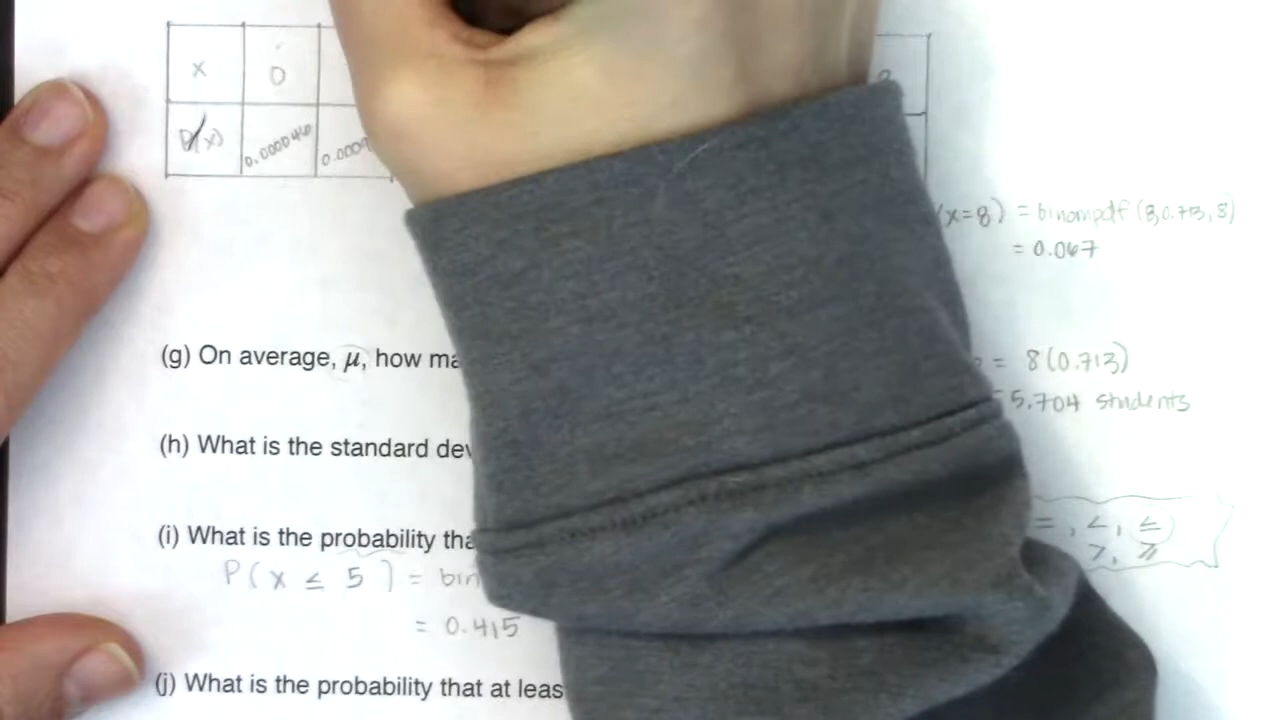 x 0
P(x) 0.000046 0.0009
(x=8) = binompdf (8,0.713,8)
= 0.067
(g) On average, μ, how ma
= 8(0.713)
5.704 students
(h) What is the standard dev
(i) What is the probability tha
= , <, ≤
>, ≥
P(x ≤ 5) = bin
= 0.415
(j) What is the probability that at leas